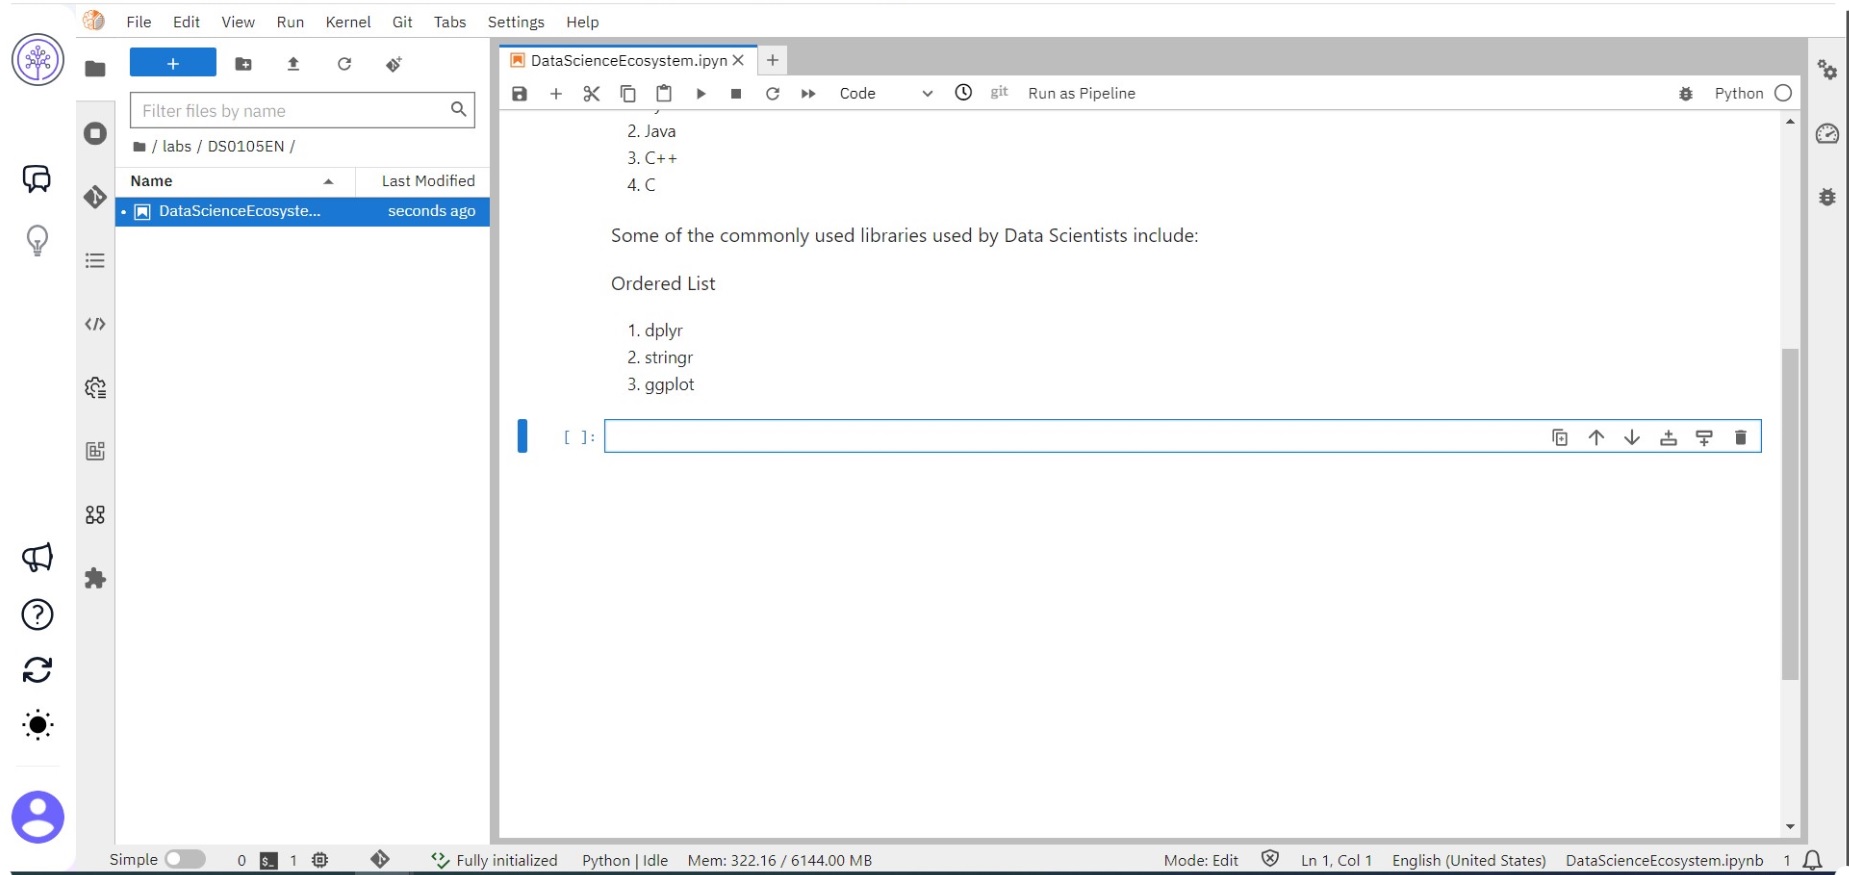 File Edit View Run Kernel Git Tabs Settings Help
+
Filter files by name
/ labs / DS0105EN /
Name Last Modified
DataScienceEcosyste... seconds ago
DataScienceEcosystem.ipyn
Code git Run as Pipeline Python
2. Java
3. C++
4. C
Some of the commonly used libraries used by Data Scientists include:
Ordered List
1. dplyr
2. stringr
3. ggplot
[ ]:
Simple 0 $_ 1 Fully initialized Python | Idle Mem: 322.16 / 6144.00 MB Mode: Edit Ln 1, Col 1 English (United States) DataScienceEcosystem.ipynb 1